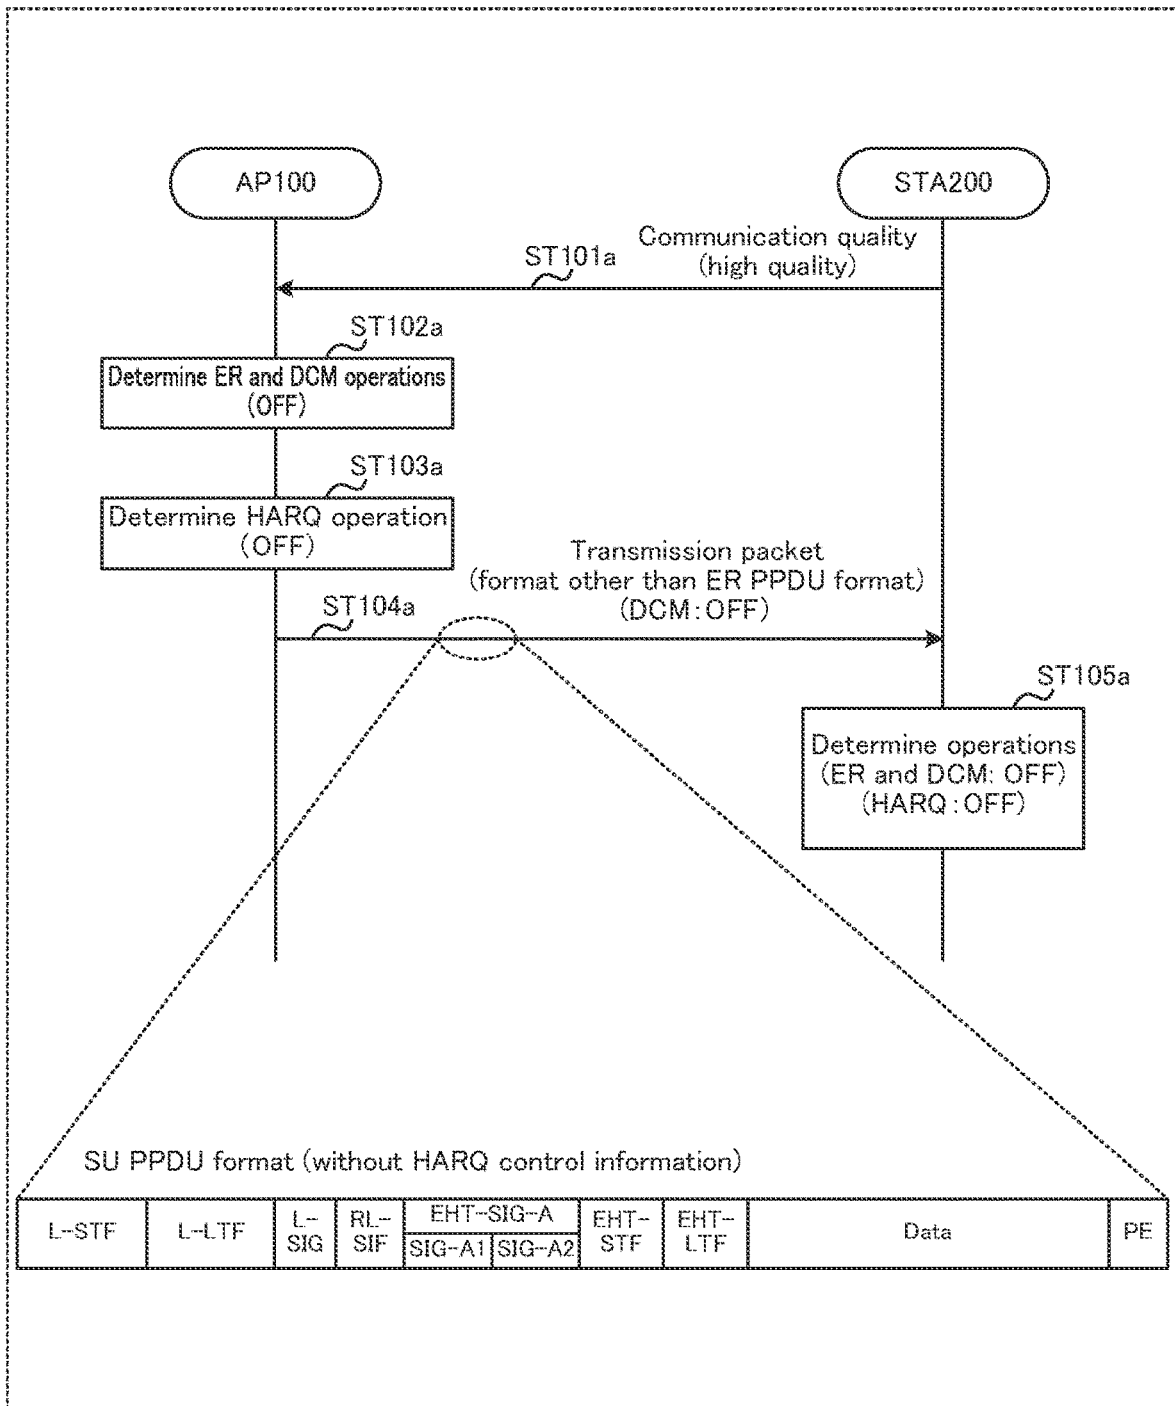 AP100
STA200
Communication quality
(high quality)
ST101a
ST102a
Determine ER and DCM operations
(OFF)
ST103a
Determine HARQ operation
(OFF)
Transmission packet
(format other than ER PPDU format)
(DCM:OFF)
ST104a
ST105a
Determine operations
(ER and DCM: OFF)
(HARQ:OFF)
SU PPDU format (without HARQ control information)
L-STF
L-LTF
L-
SIG
RL-
SIF
EHT-SIG-A
SIG-A1
SIG-A2
EHT-
STF
EHT-
LTF
Data
PE